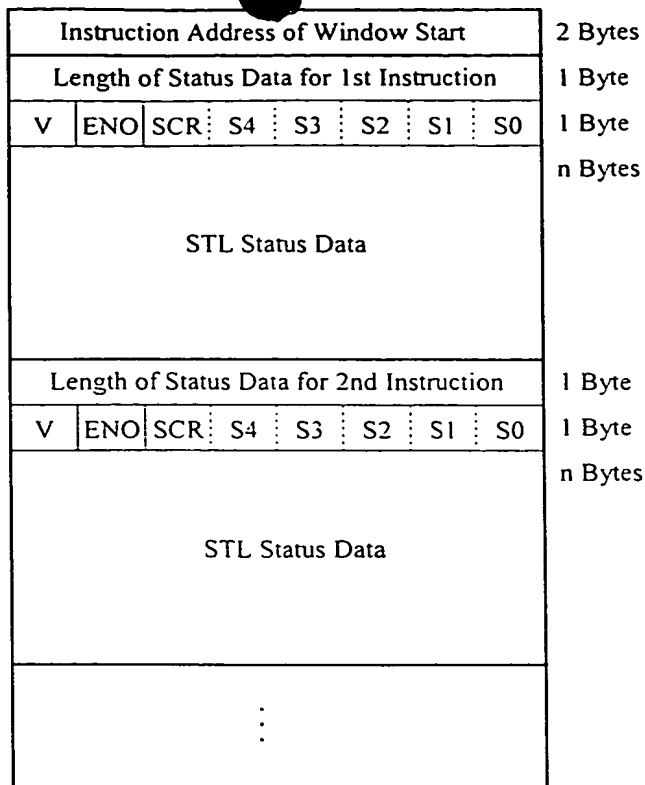 Instruction Address of Window Start 2 Bytes
Length of Status Data for 1st Instruction 1 Byte
V ENO SCR S4 S3 S2 S1 S0 1 Byte
n Bytes
STL Status Data
Length of Status Data for 2nd Instruction 1 Byte
V ENO SCR S4 S3 S2 S1 S0 1 Byte
n Bytes
STL Status Data